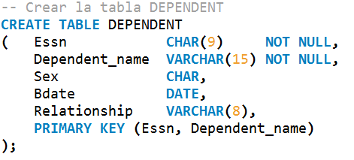 -- Crear la tabla DEPENDENT
CREATE TABLE DEPENDENT
(   Essn            CHAR(9)     NOT NULL,
    Dependent_name  VARCHAR(15) NOT NULL,
    Sex             CHAR,
    Bdate           DATE,
    Relationship    VARCHAR(8),
    PRIMARY KEY (Essn, Dependent_name)
);